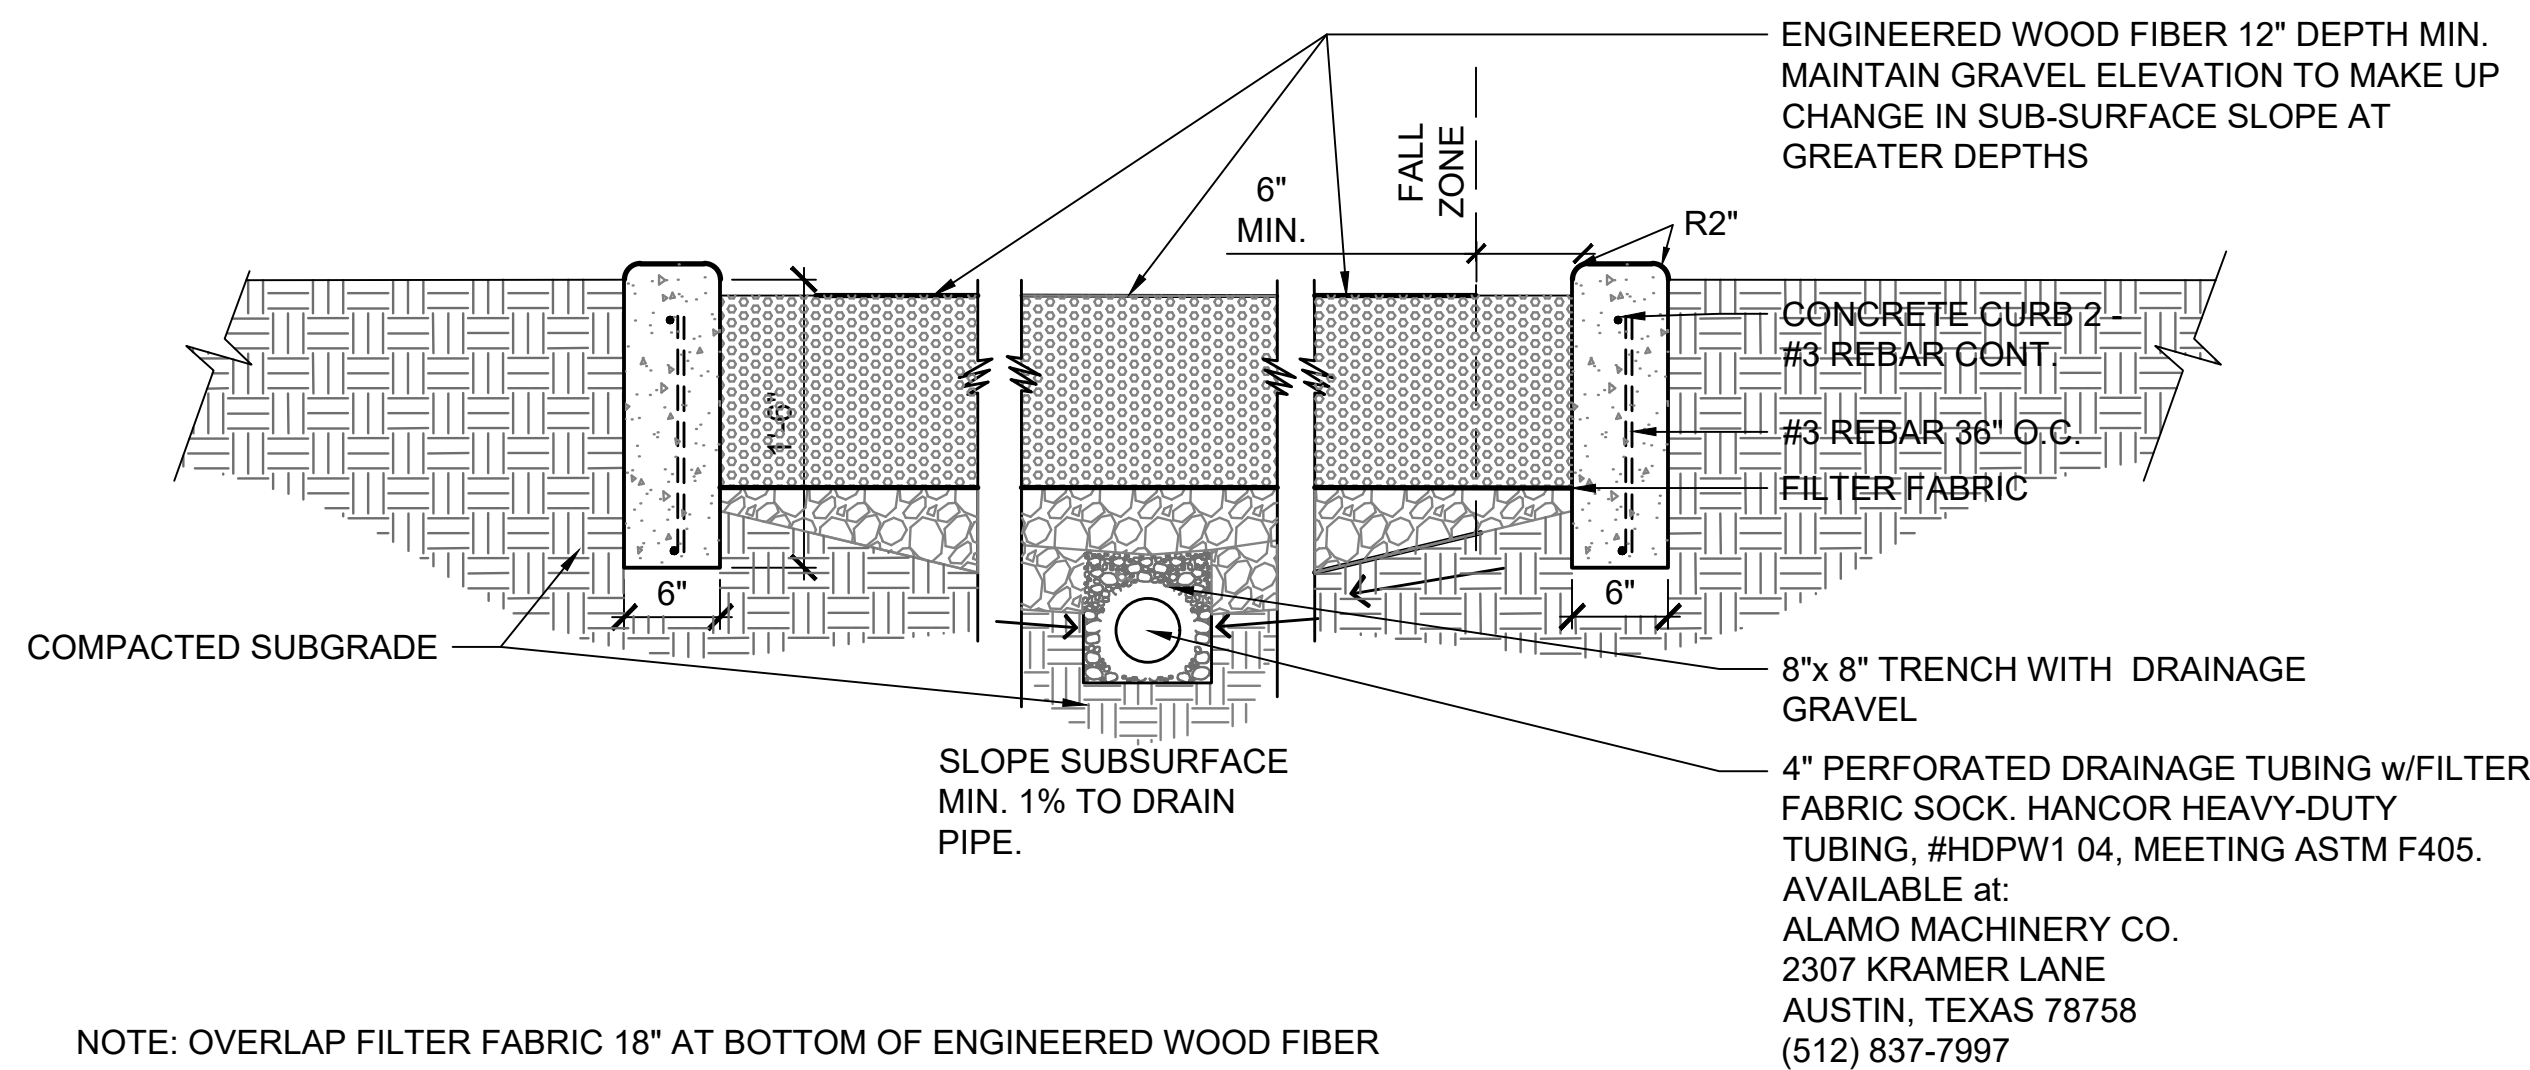 ENGINEERED WOOD FIBER 12" DEPTH MIN.
MAINTAIN GRAVEL ELEVATION TO MAKE UP
CHANGE IN SUB-SURFACE SLOPE AT
GREATER DEPTHS
FALL
ZONE
6"
MIN.
R2"
CONCRETE CURB 2 -
#3 REBAR CONT.
1'-6"
#3 REBAR 36" O.C.
FILTER FABRIC
6"
6"
COMPACTED SUBGRADE
8"x 8" TRENCH WITH DRAINAGE
GRAVEL
SLOPE SUBSURFACE
MIN. 1% TO DRAIN
PIPE.
4" PERFORATED DRAINAGE TUBING w/FILTER
FABRIC SOCK. HANCOR HEAVY-DUTY
TUBING, #HDPW1 04, MEETING ASTM F405.
AVAILABLE at:
ALAMO MACHINERY CO.
2307 KRAMER LANE
AUSTIN, TEXAS 78758
(512) 837-7997
NOTE: OVERLAP FILTER FABRIC 18" AT BOTTOM OF ENGINEERED WOOD FIBER